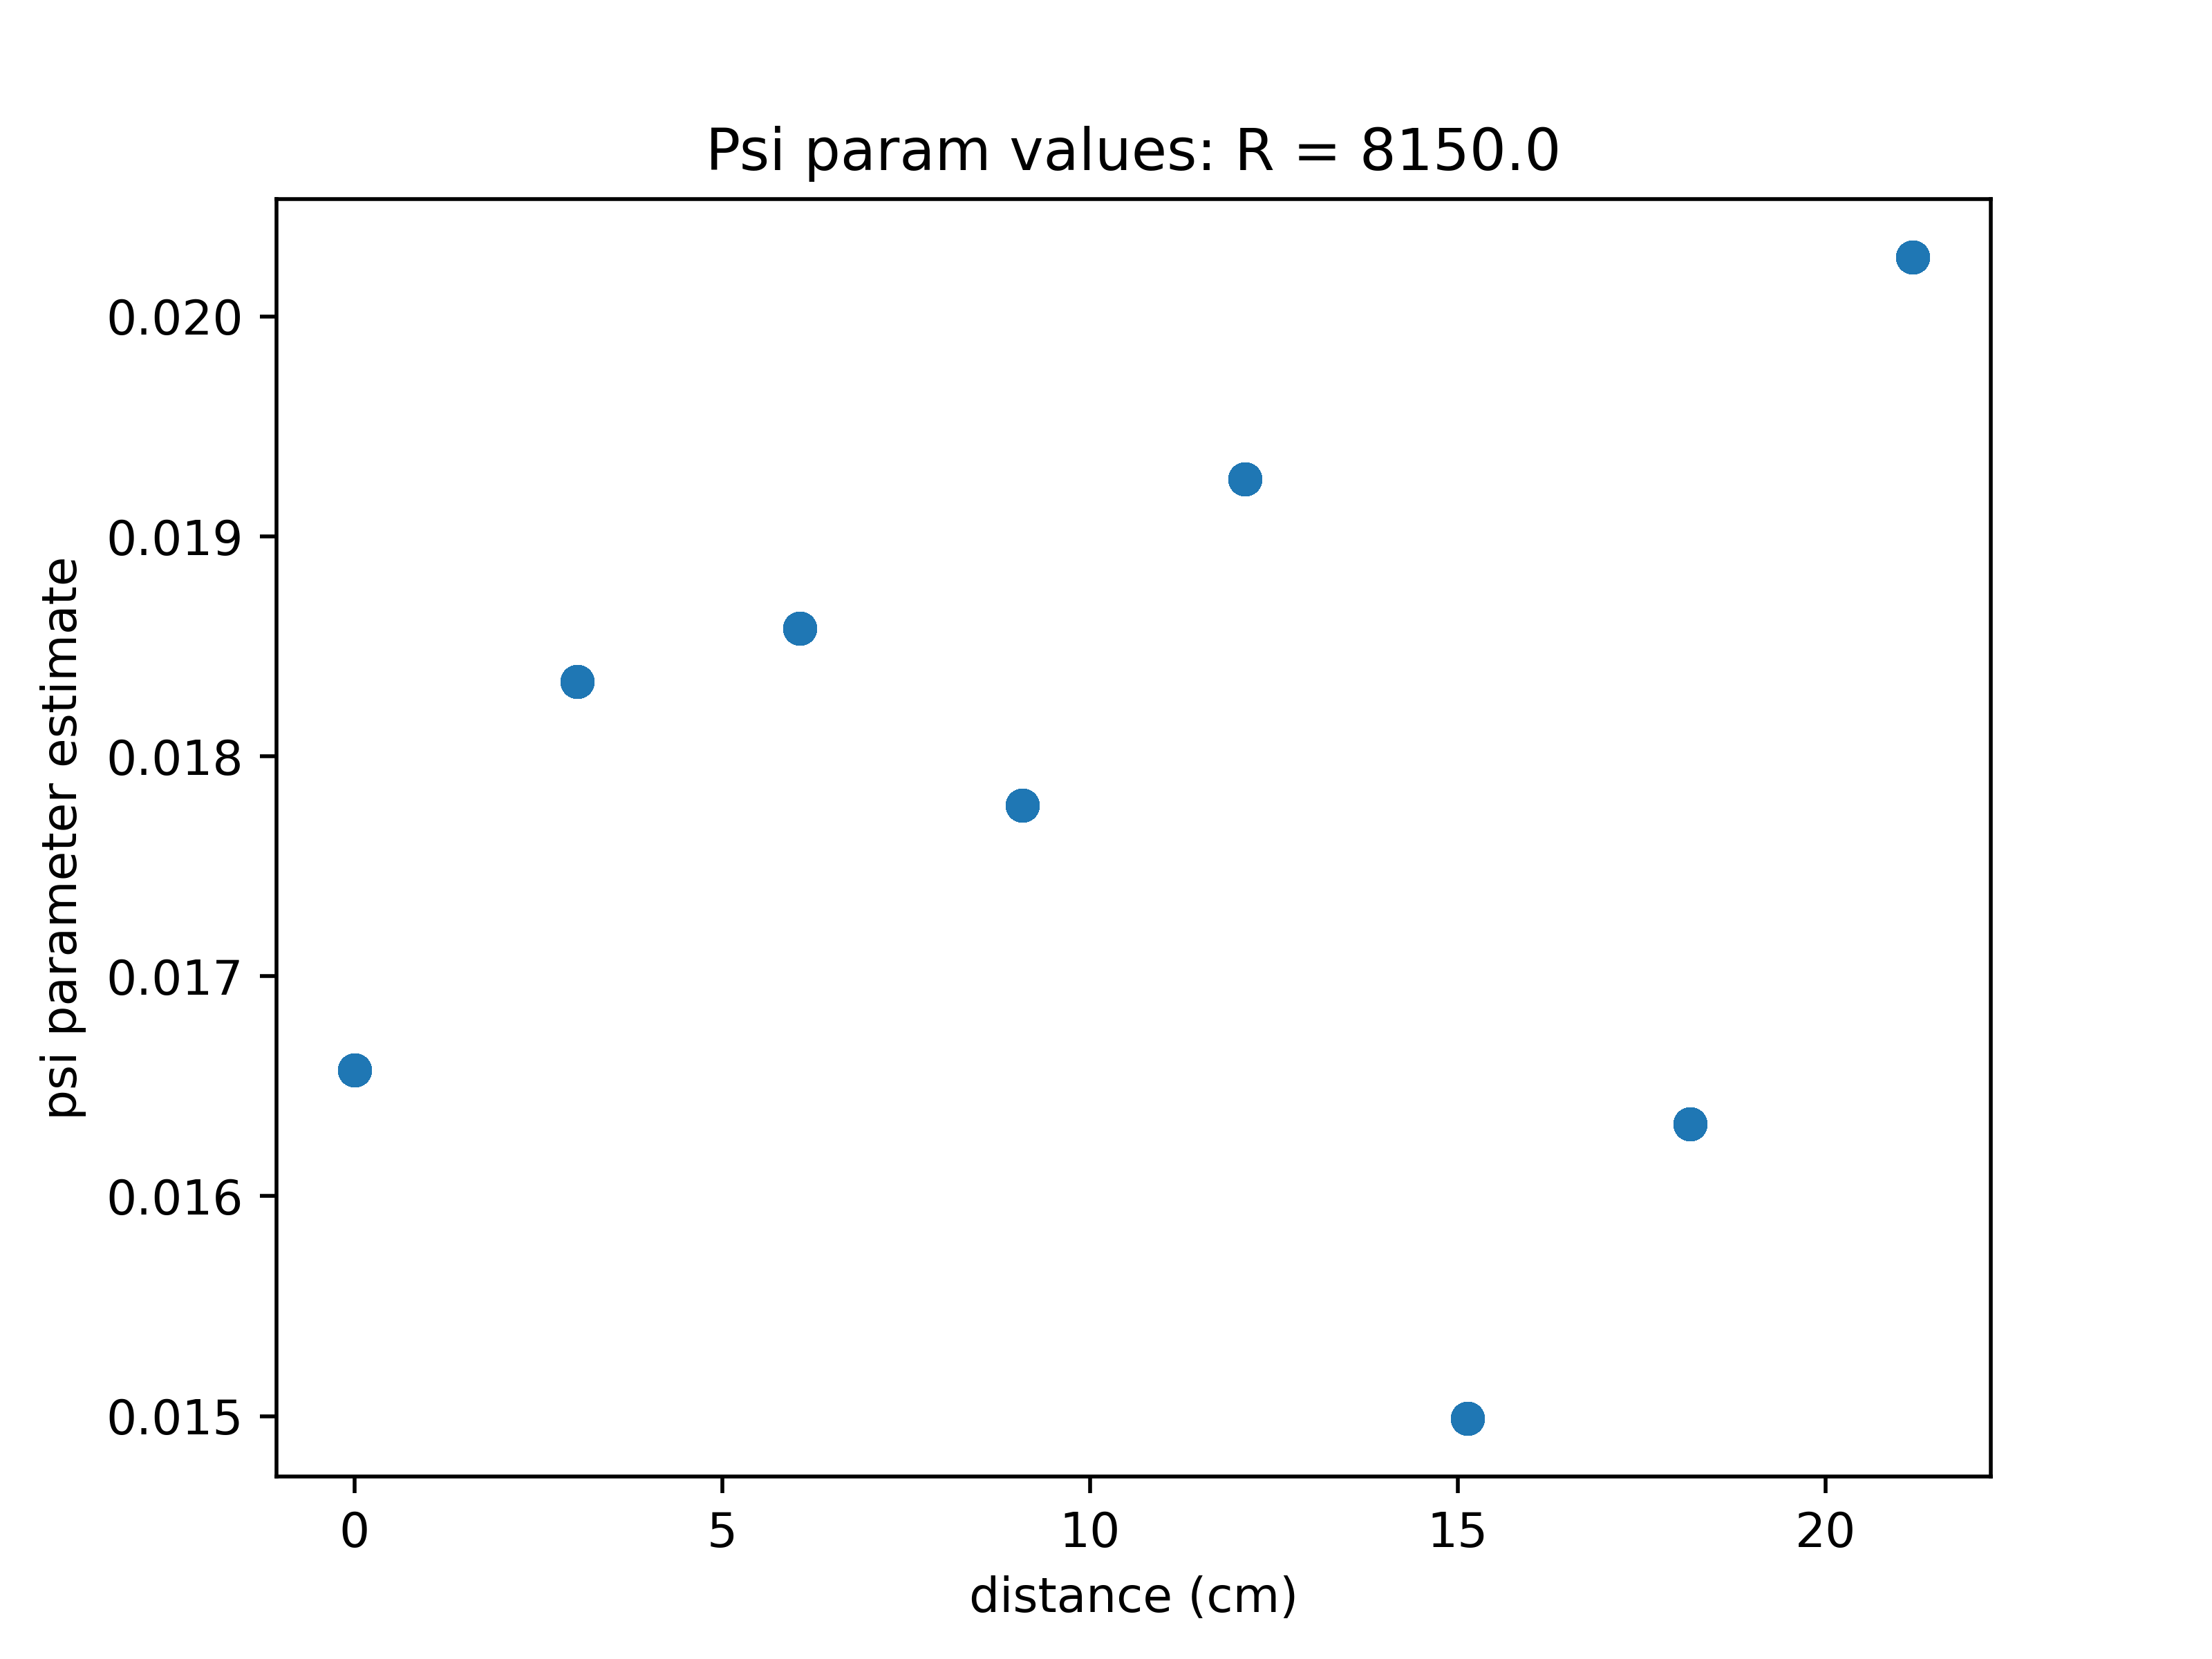 Psi param values: R = 8150.0
0.020
0.019
0.018
0.017
0.016
0.015
psi parameter estimate
0 5 10 15 20
distance (cm)